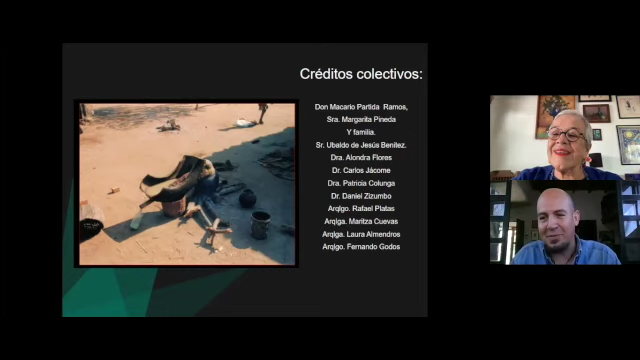 Créditos colectivos:
Don Macario Partida Ramos,
Sra. Margarita Pineda
Y familia.
Sr. Ubaldo de Jesús Benitez.
Dra. Alondra Flores
Dr. Carlos Jácome
Dra. Patricia Colunga
Dr. Daniel Zizumbo
Arqlgo. Rafael Platas
Arqlga. Maritza Cuevas
Arqlga. Laura Almendros
Arqlgo. Fernando Godos